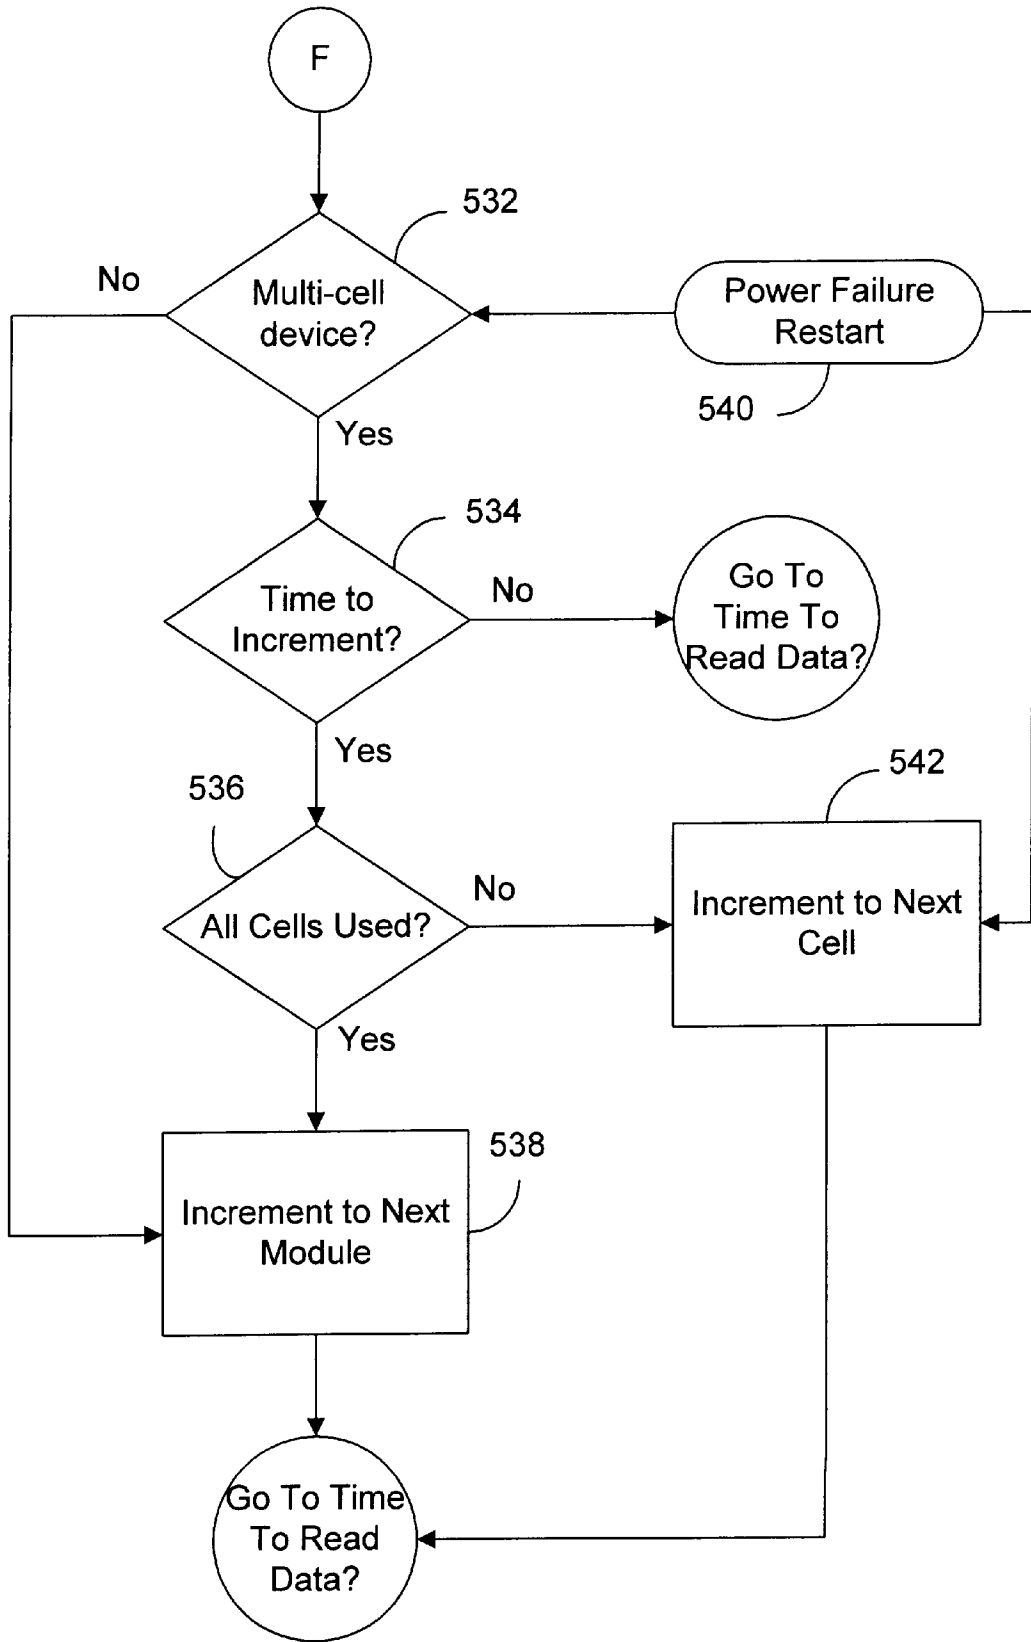 F
532
No
Multi-cell
device?
Power Failure
Restart
540
Yes
534
Time to
Increment?
No
Go To
Time To
Read Data?
Yes
536
542
All Cells Used?
No
Increment to Next
Cell
Yes
538
Increment to Next
Module
Go To Time
To Read
Data?